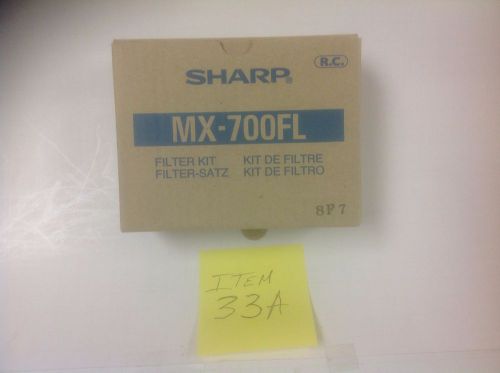 R.C.
SHARP®
MX-700FL
FILTER KIT KIT DE FILTRE
FILTER-SATZ KIT DE FILTRO
8F7
ITEM
33A